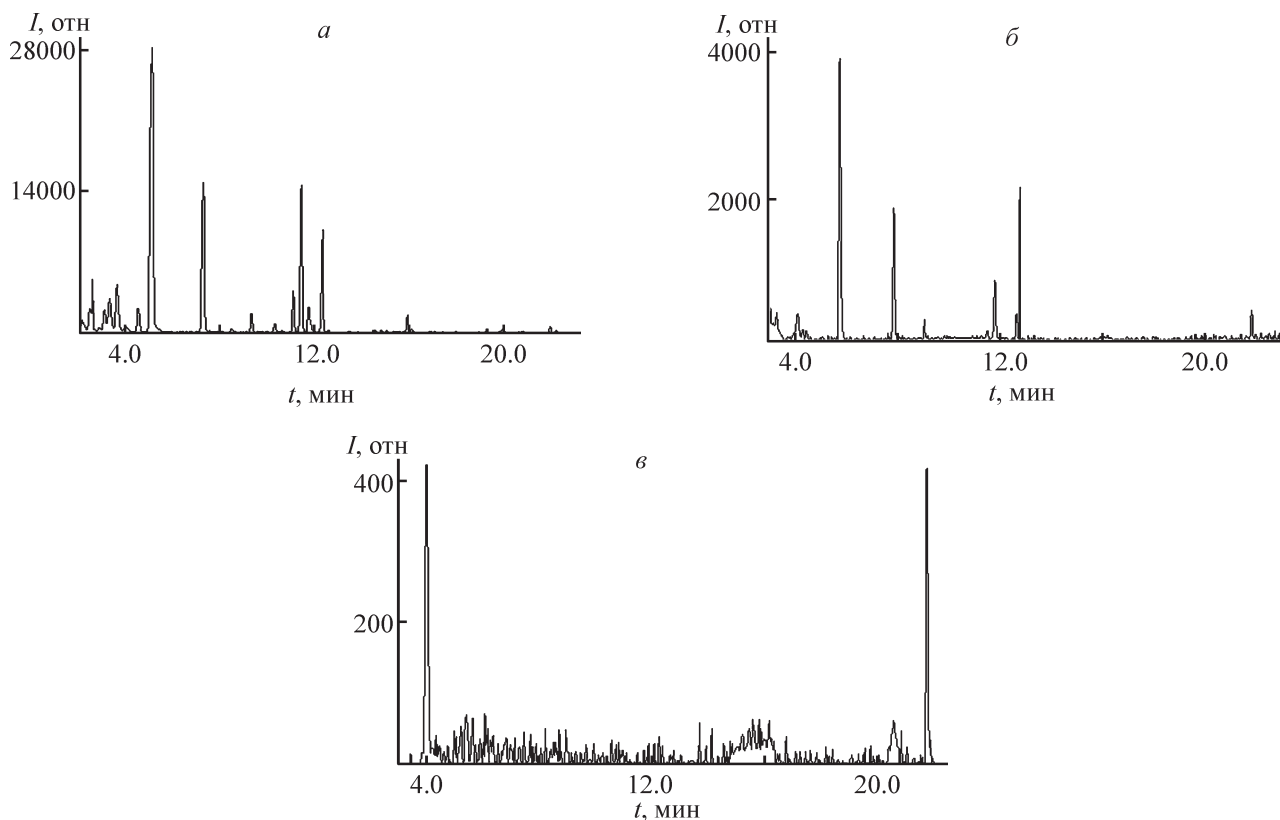 а
I, отн
28000
14000
4.0 12.0 20.0
t, мин
б
I, отн
4000
2000
4.0 12.0 20.0
t, мин
в
I, отн
400
200
4.0 12.0 20.0
t, мин